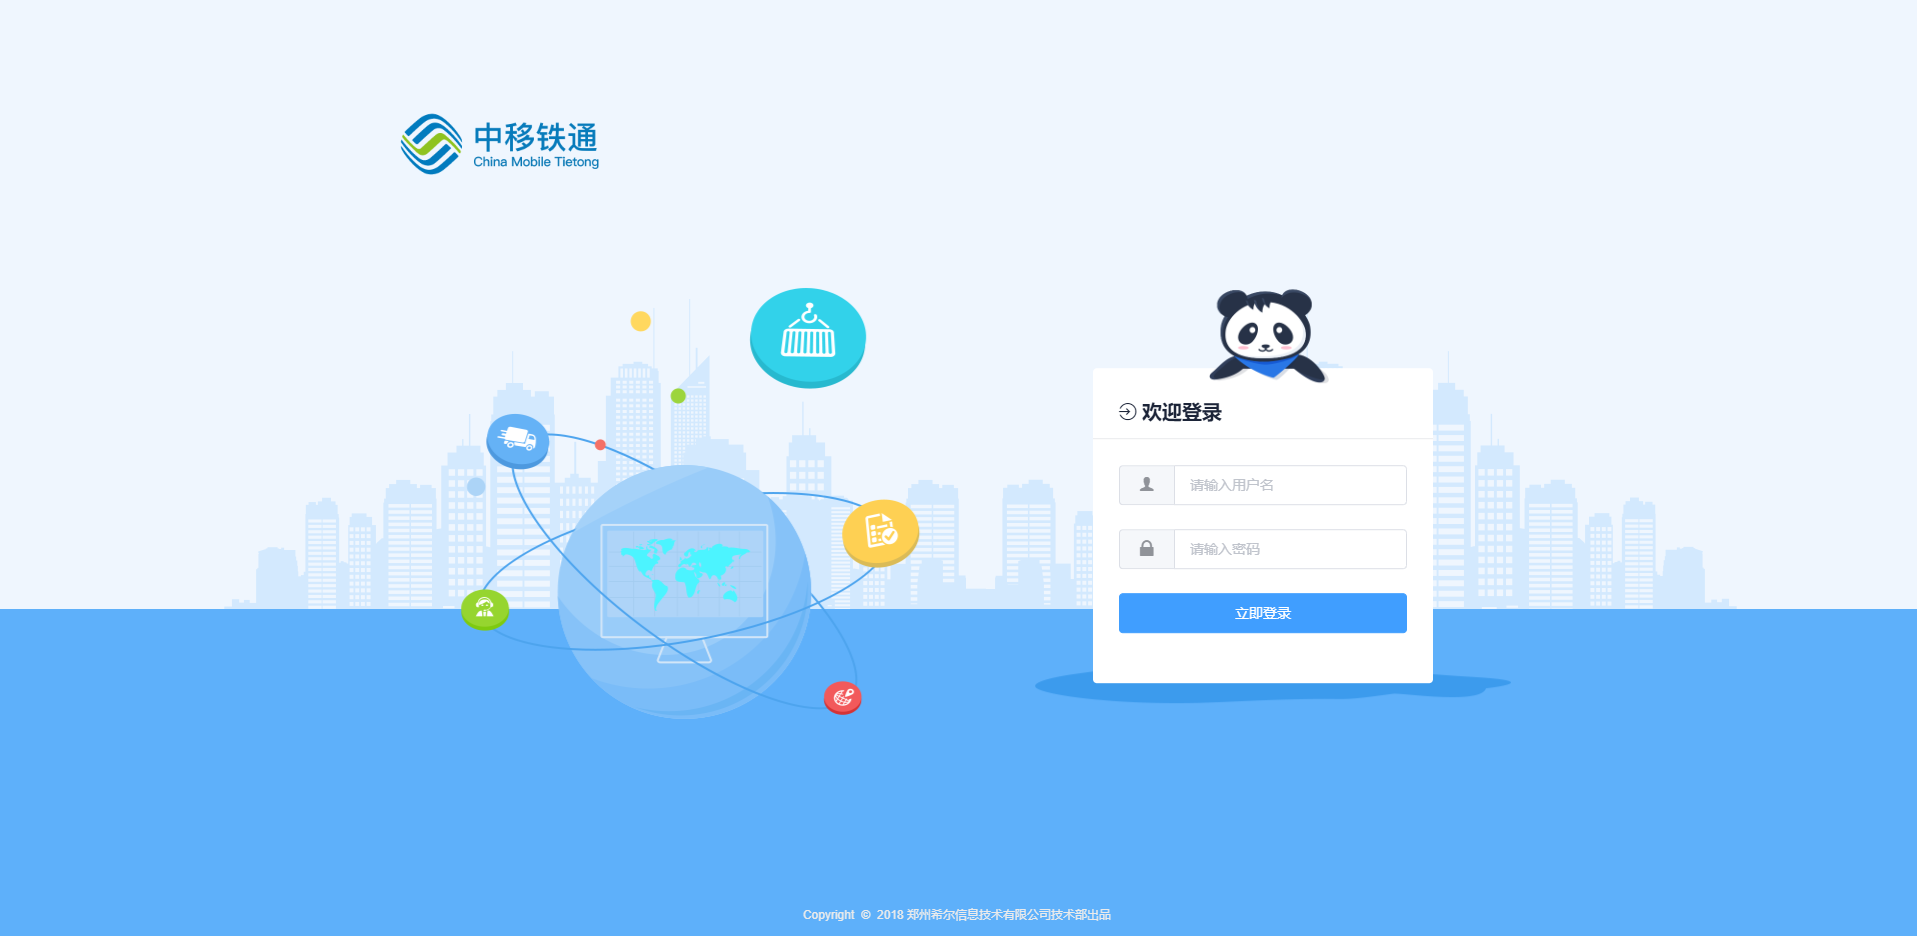 中移铁通
China Mobile Tietong
欢迎登录
请输入用户名
请输入密码
立即登录
Copyright © 2018 郑州希尔信息技术有限公司技术部出品